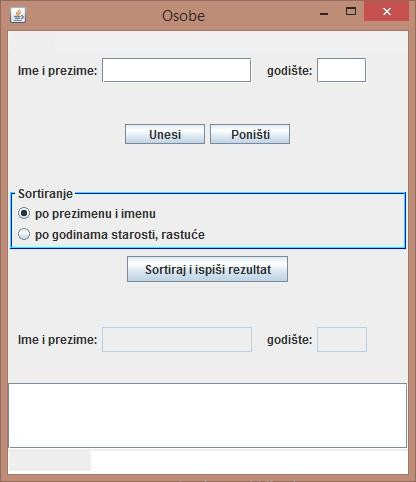 Osobe
Ime i prezime: godište:
Unesi Poništi
Sortiranje
po prezimenu i imenu
po godinama starosti, rastuće
Sortiraj i ispiši rezultat
Ime i prezime: godište: